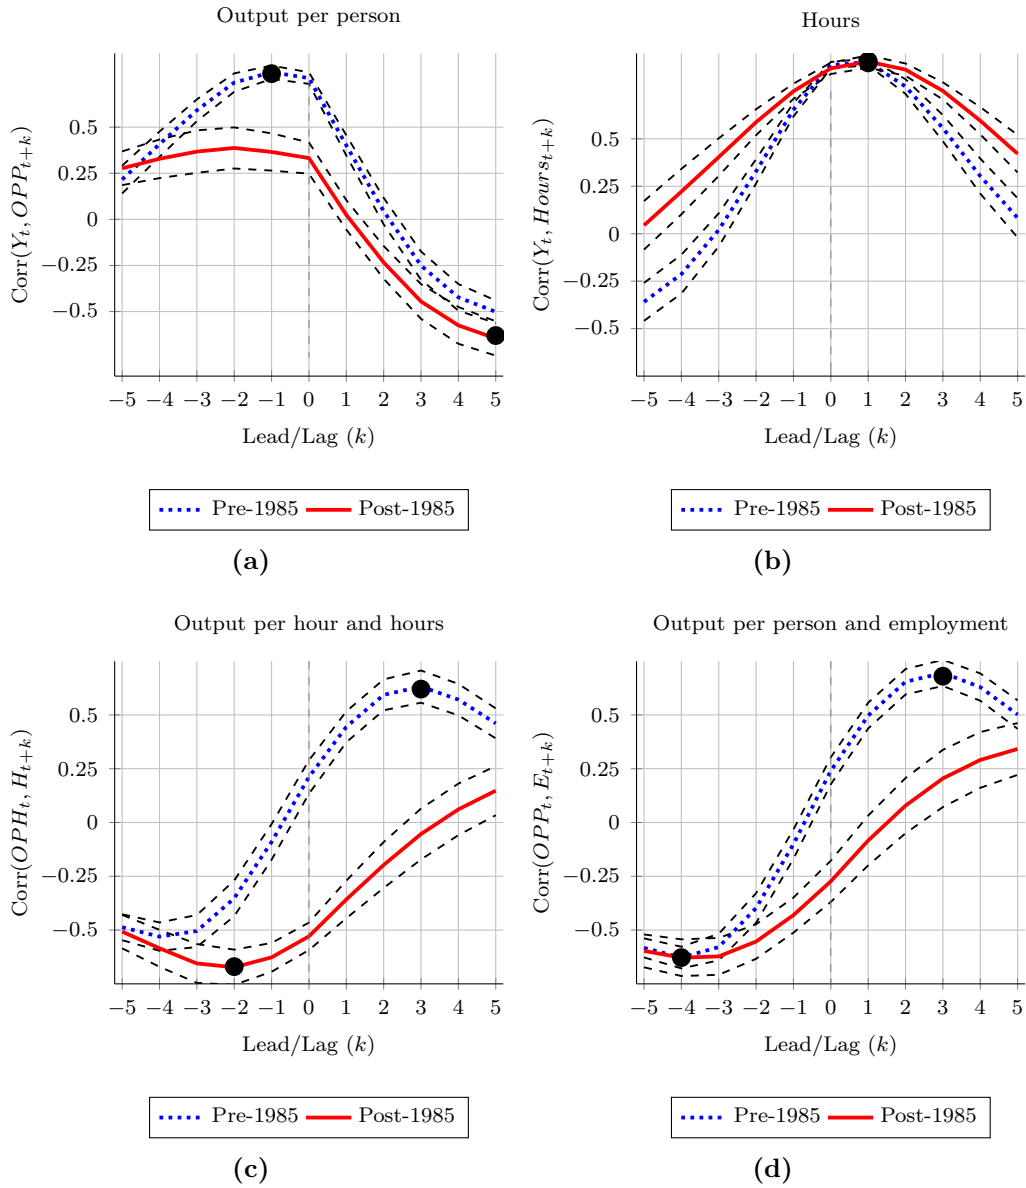 Output per person
Corr(Y_t, OPP_{t+k})
0.5
0.25
0
−0.25
−0.5
−5 −4 −3 −2 −1 0 1 2 3 4 5
Lead/Lag (k)
Pre-1985 Post-1985
(a)
Hours
Corr(Y_t, Hours_{t+k})
0.5
0.25
0
−0.25
−0.5
−5 −4 −3 −2 −1 0 1 2 3 4 5
Lead/Lag (k)
Pre-1985 Post-1985
(b)
Output per hour and hours
Corr(OPH_t, H_{t+k})
0.5
0.25
0
−0.25
−0.5
−5 −4 −3 −2 −1 0 1 2 3 4 5
Lead/Lag (k)
Pre-1985 Post-1985
(c)
Output per person and employment
Corr(OPP_t, E_{t+k})
0.5
0.25
0
−0.25
−0.5
−5 −4 −3 −2 −1 0 1 2 3 4 5
Lead/Lag (k)
Pre-1985 Post-1985
(d)